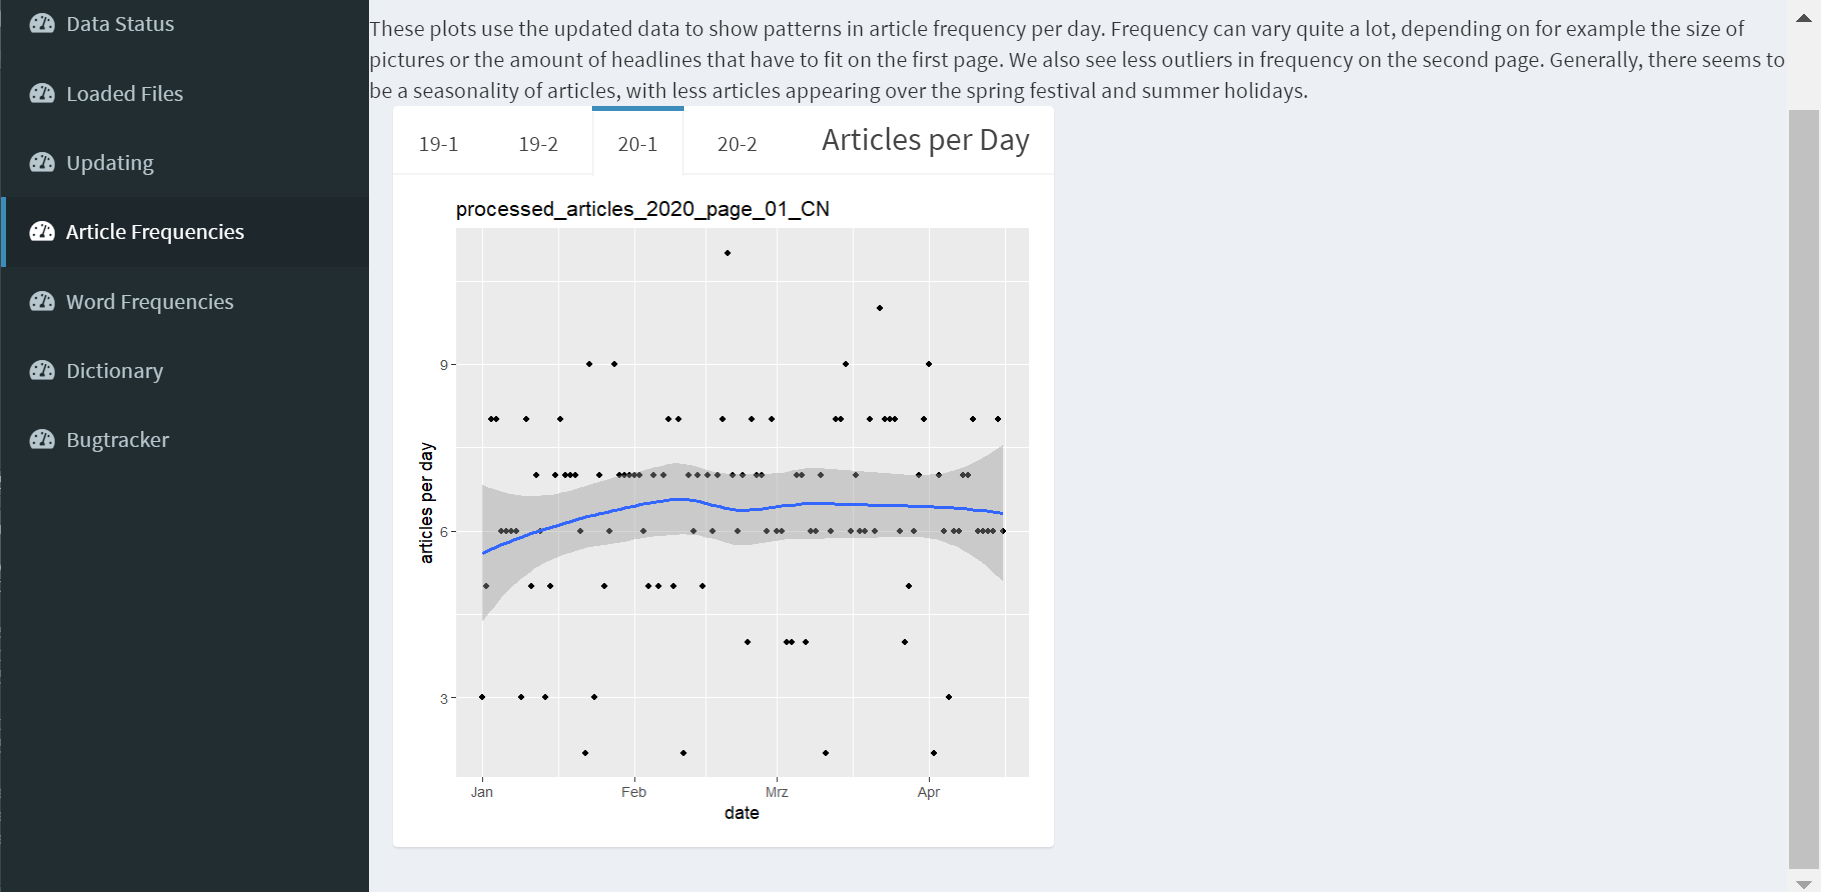 Data Status
Loaded Files
Updating
Article Frequencies
Word Frequencies
Dictionary
Bugtracker
These plots use the updated data to show patterns in article frequency per day. Frequency can vary quite a lot, depending on for example the size of
pictures or the amount of headlines that have to fit on the first page. We also see less outliers in frequency on the second page. Generally, there seems to
be a seasonality of articles, with less articles appearing over the spring festival and summer holidays.
19-1 19-2 20-1 20-2 Articles per Day
processed_articles_2020_page_01_CN
articles per day
9
6
3
Jan Feb Mrz Apr
date